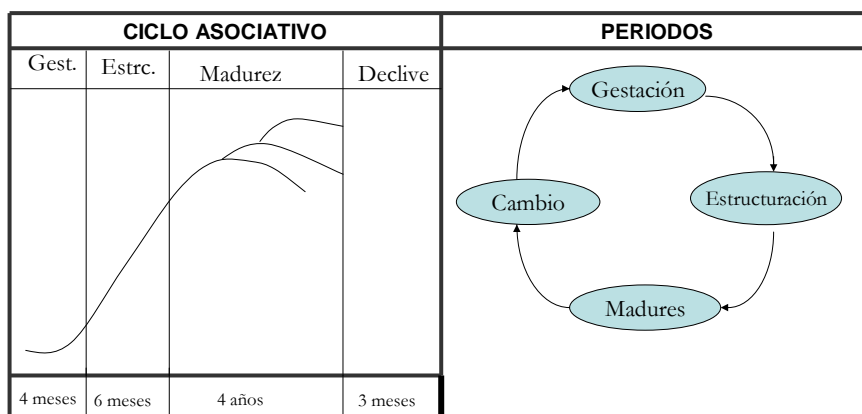 CICLO ASOCIATIVO
PERIODOS
Gest.
Estrc.
Madurez
Declive
4 meses
6 meses
4 años
3 meses
Gestación
Estructuración
Madures
Cambio